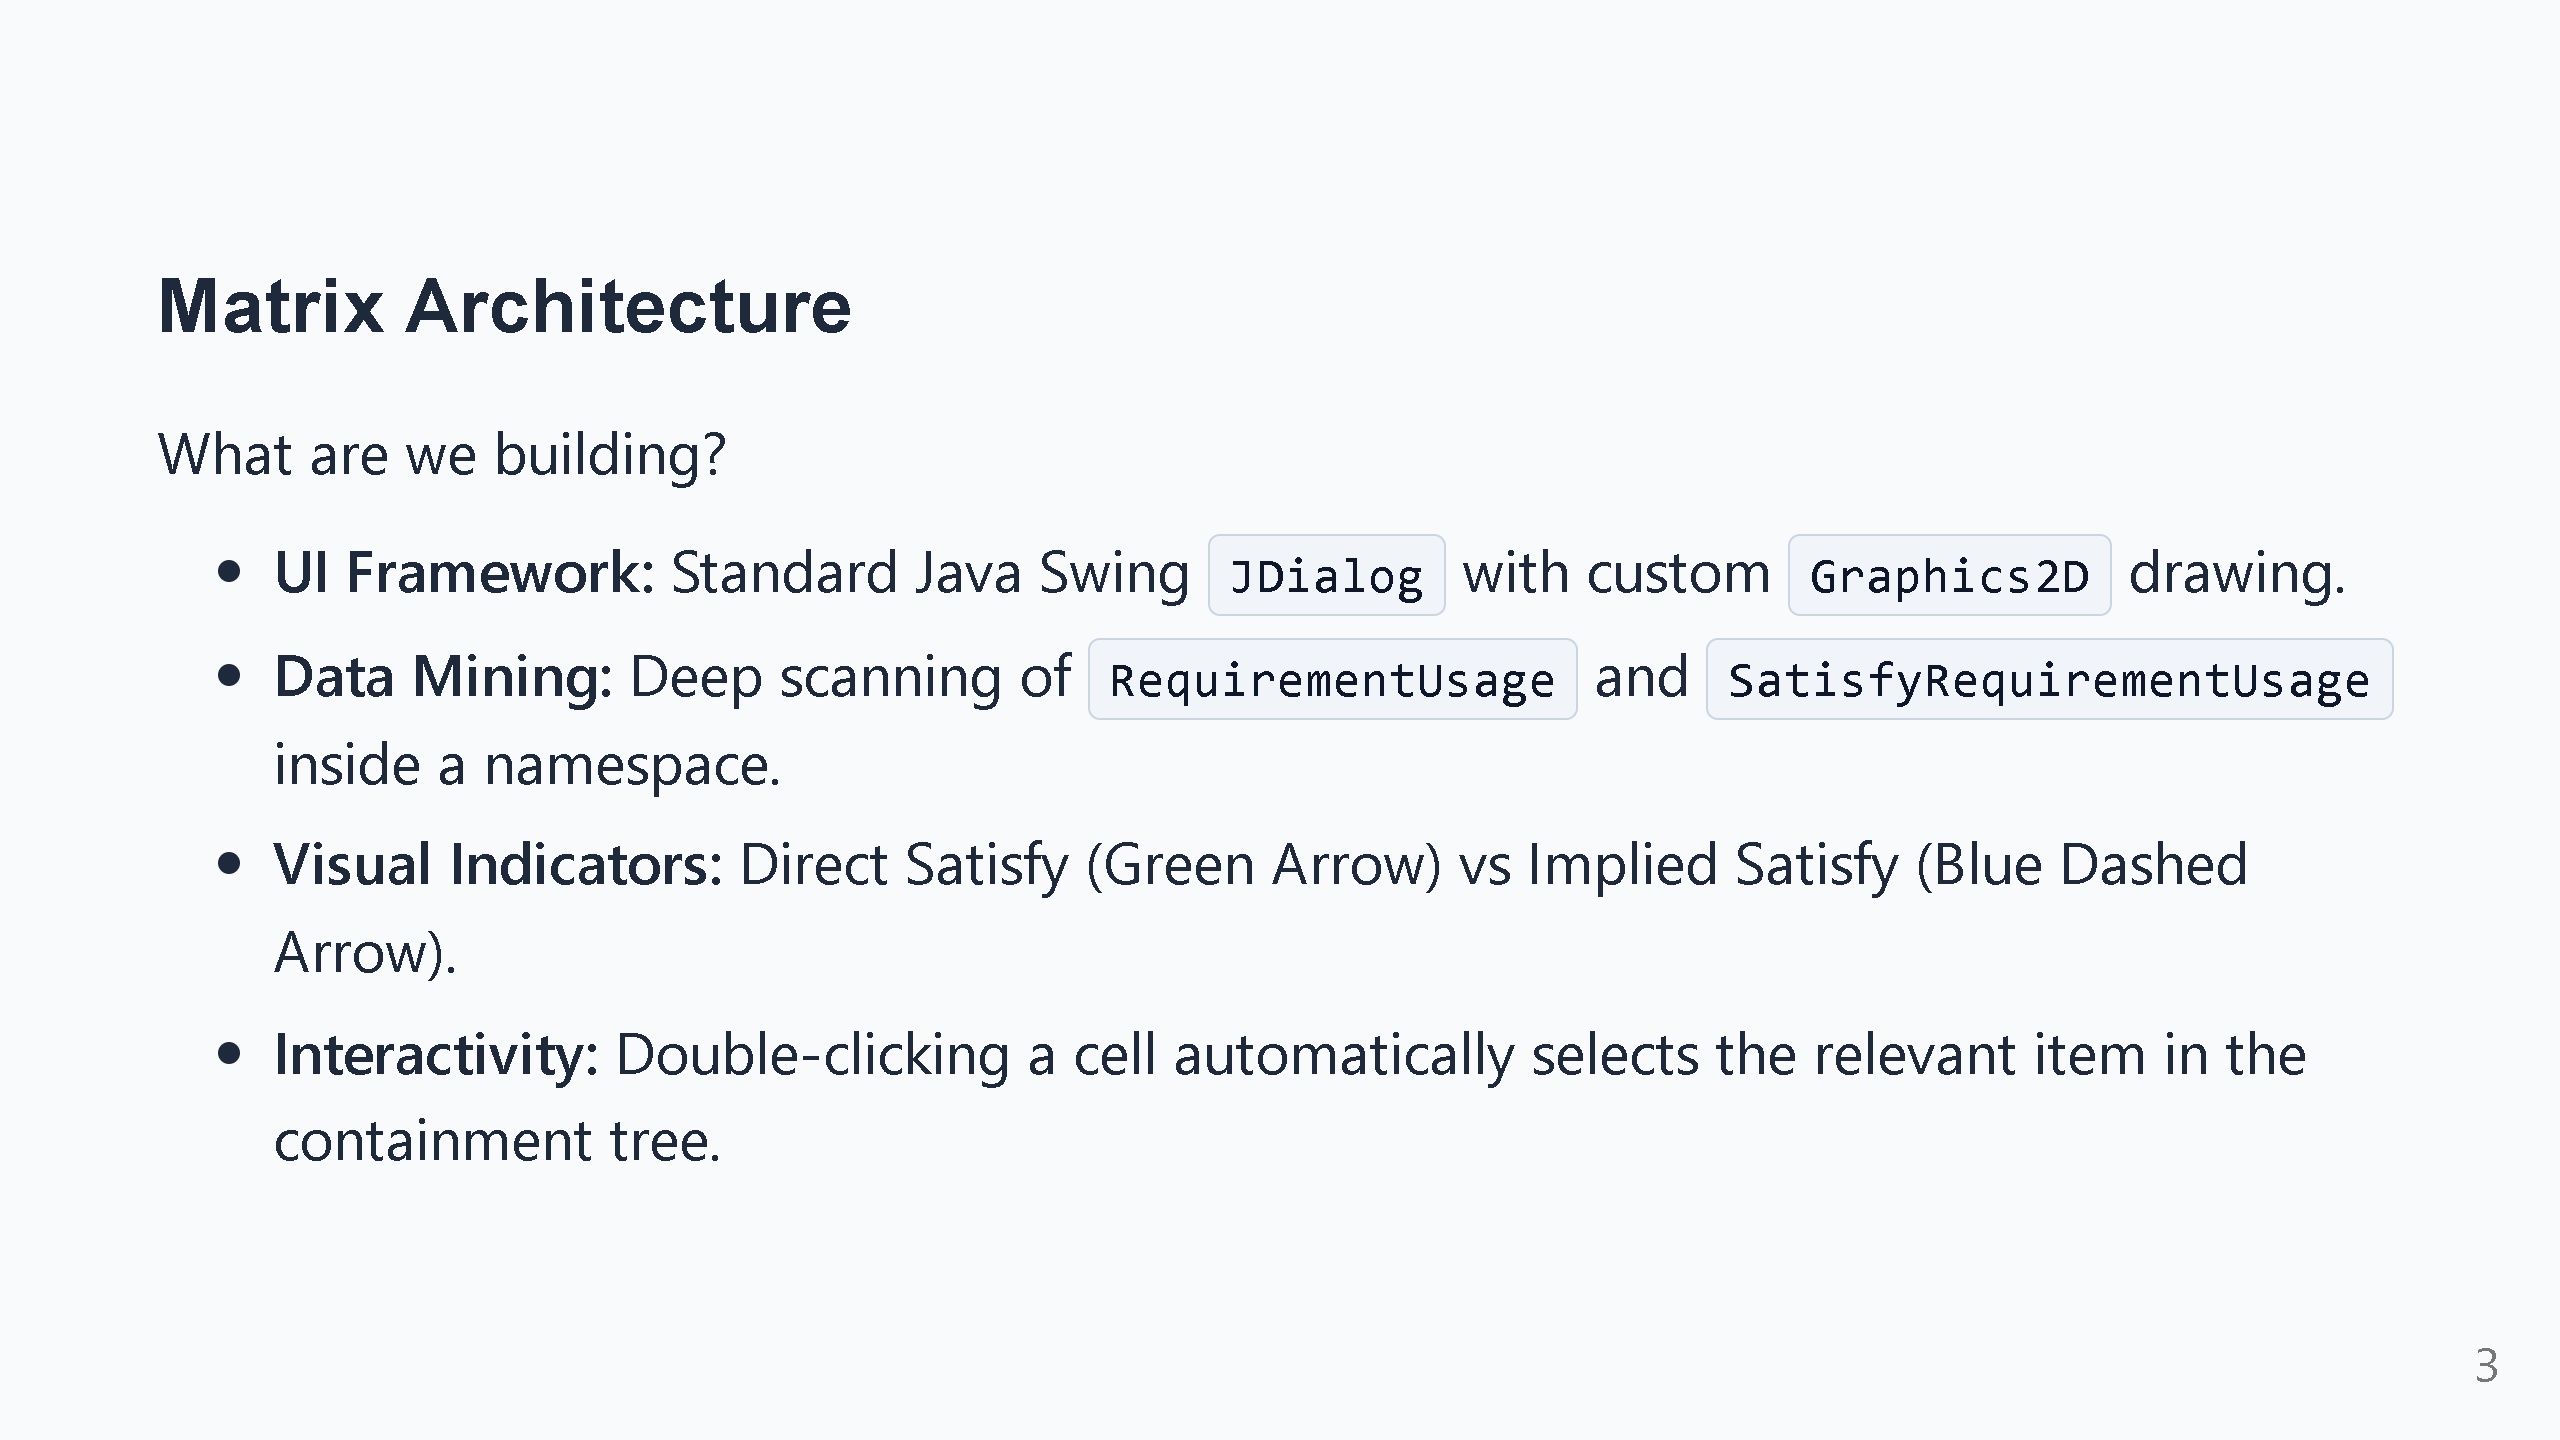 Matrix Architecture
What are we building?
• UI Framework: Standard Java Swing JDialog with custom Graphics2D drawing.
• Data Mining: Deep scanning of RequirementUsage and SatisfyRequirementUsage
inside a namespace.
• Visual Indicators: Direct Satisfy (Green Arrow) vs Implied Satisfy (Blue Dashed
Arrow).
• Interactivity: Double-clicking a cell automatically selects the relevant item in the
containment tree.
3